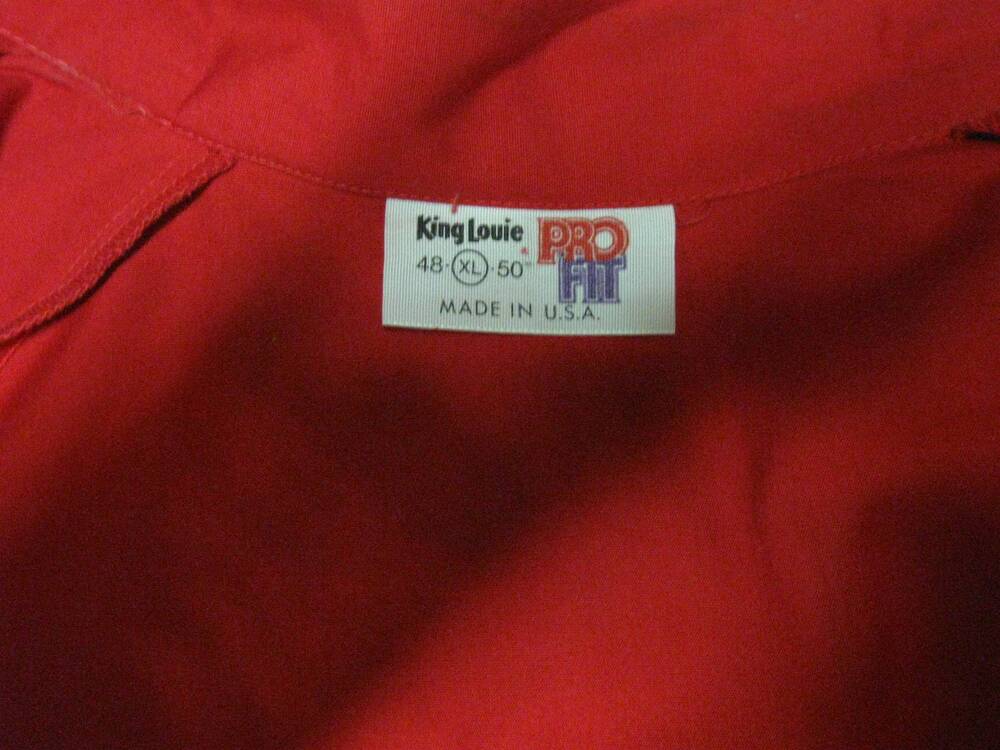 King Louie PRO
48·XL·50 FIT
MADE IN U.S.A.